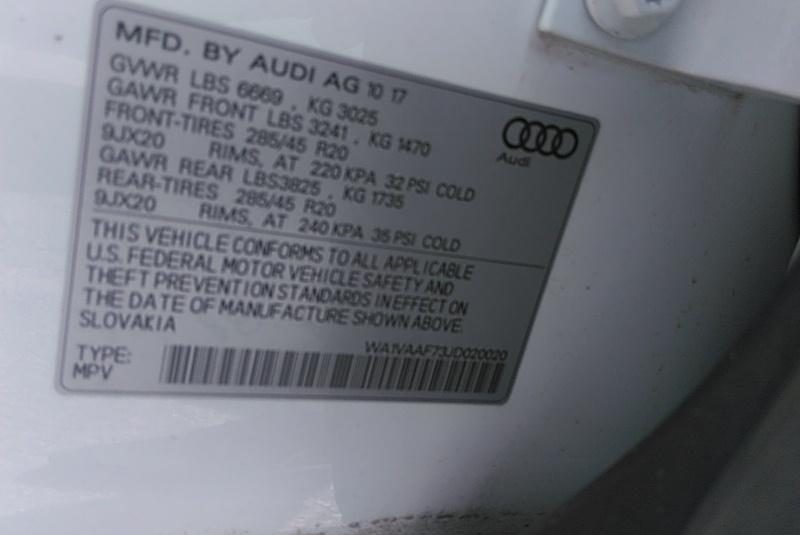 MFD. BY AUDI AG 10 17
GVWR LBS 6669 , KG 3025
GAWR FRONT LBS 3241 , KG 1470
FRONT-TIRES 285/45 R20
9JX20 RIMS, AT 220 KPA 32 PSI COLD
GAWR REAR LBS3825 , KG 1735
REAR-TIRES 285/45 R20
9JX20 RIMS, AT 240 KPA 35 PSI COLD
Audi
THIS VEHICLE CONFORMS TO ALL APPLICABLE
U.S. FEDERAL MOTOR VEHICLE SAFETY AND
THEFT PREVENTION STANDARDS IN EFFECT ON
THE DATE OF MANUFACTURE SHOWN ABOVE.
SLOVAKIA
WA1VAAF73JD020020
TYPE:
MPV